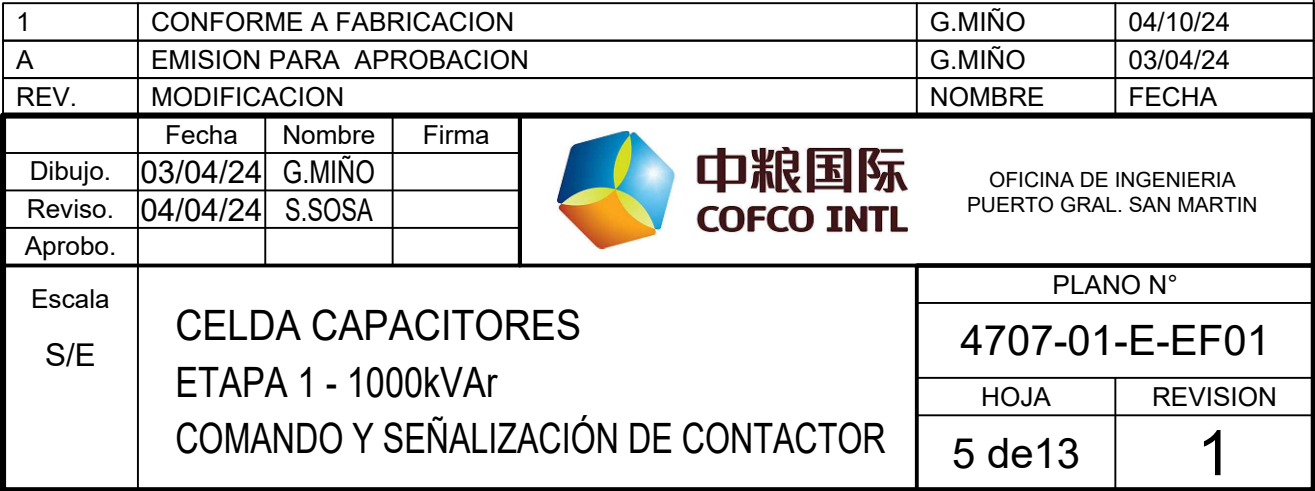 1 CONFORME A FABRICACION G.MIÑO 04/10/24
A EMISION PARA APROBACION G.MIÑO 03/04/24
REV. MODIFICACION NOMBRE FECHA
Fecha Nombre Firma
Dibujo. 03/04/24 G.MIÑO
Reviso. 04/04/24 S.SOSA
Aprobo.
中粮国际
COFCO INTL
OFICINA DE INGENIERIA
PUERTO GRAL. SAN MARTIN
Escala
S/E
CELDA CAPACITORES
ETAPA 1 - 1000kVAr
COMANDO Y SEÑALIZACIÓN DE CONTACTOR
PLANO N°
4707-01-E-EF01
HOJA REVISION
5 de13 1